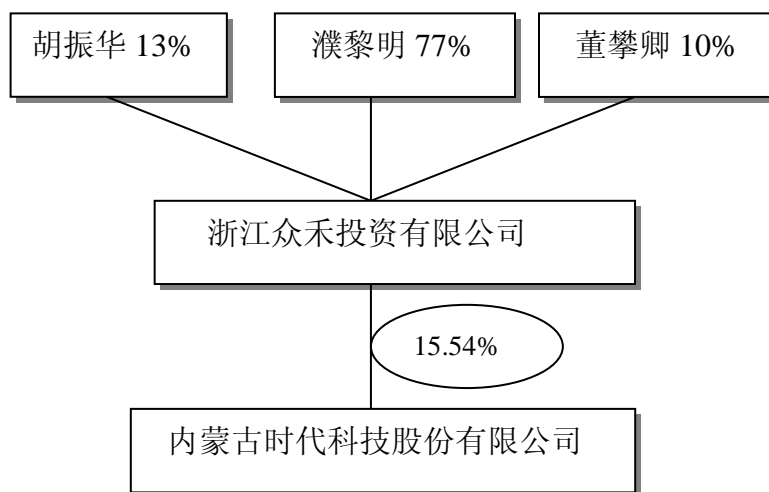 胡振华 13%
濮黎明 77%
董攀卿 10%
浙江众禾投资有限公司
15.54%
内蒙古时代科技股份有限公司